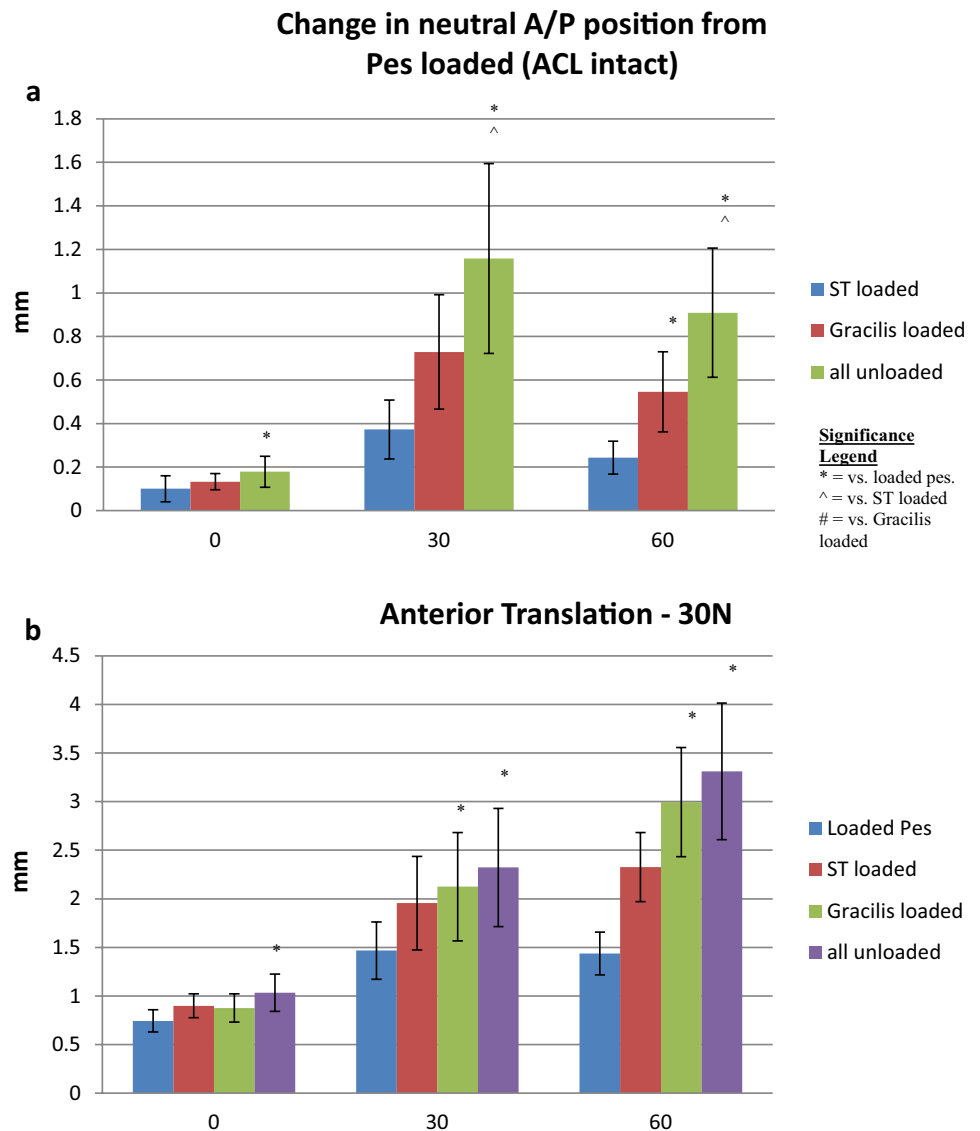 Change in neutral A/P position from
Pes loaded (ACL intact)
a
1.8
1.6
1.4
1.2
1
0.8
0.6
0.4
0.2
0
mm
*
*
^
*
*
^
0
30
60
ST loaded
Gracilis loaded
all unloaded
Significance
Legend
* = vs. loaded pes.
^ = vs. ST loaded
# = vs. Gracilis
loaded
b
Anterior Translation - 30N
4.5
4
3.5
3
2.5
2
1.5
1
0.5
0
mm
*
*
*
*
*
0
30
60
Loaded Pes
ST loaded
Gracilis loaded
all unloaded